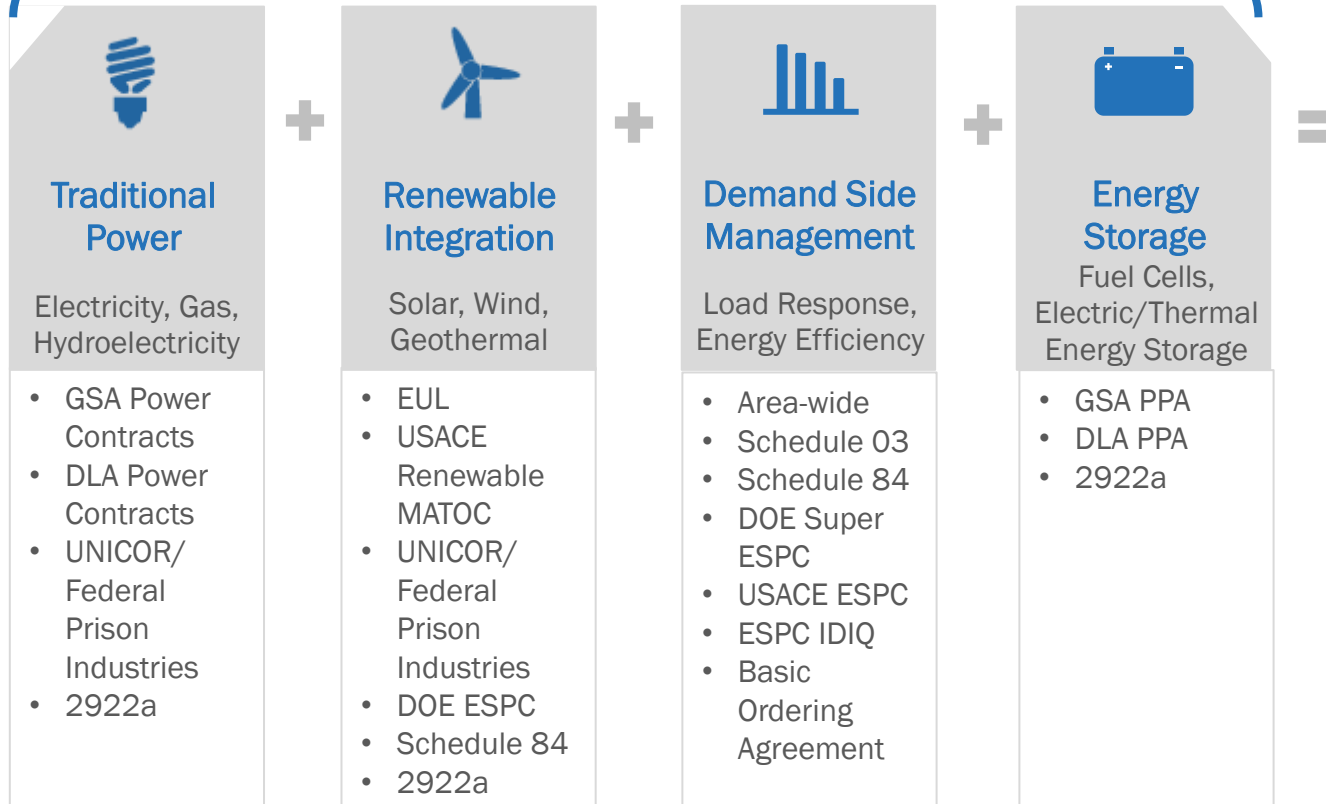 Traditional
Power
Electricity, Gas,
Hydroelectricity
• GSA Power
Contracts
• DLA Power
Contracts
• UNICOR/
Federal
Prison
Industries
• 2922a
+
Renewable
Integration
Solar, Wind,
Geothermal
• EUL
• USACE
Renewable
MATOC
• UNICOR/
Federal
Prison
Industries
• DOE ESPC
• Schedule 84
• 2922a
+
Demand Side
Management
Load Response,
Energy Efficiency
• Area-wide
• Schedule 03
• Schedule 84
• DOE Super
ESPC
• USACE ESPC
• ESPC IDIQ
• Basic
Ordering
Agreement
+
Energy
Storage
Fuel Cells,
Electric/Thermal
Energy Storage
• GSA PPA
• DLA PPA
• 2922a
=